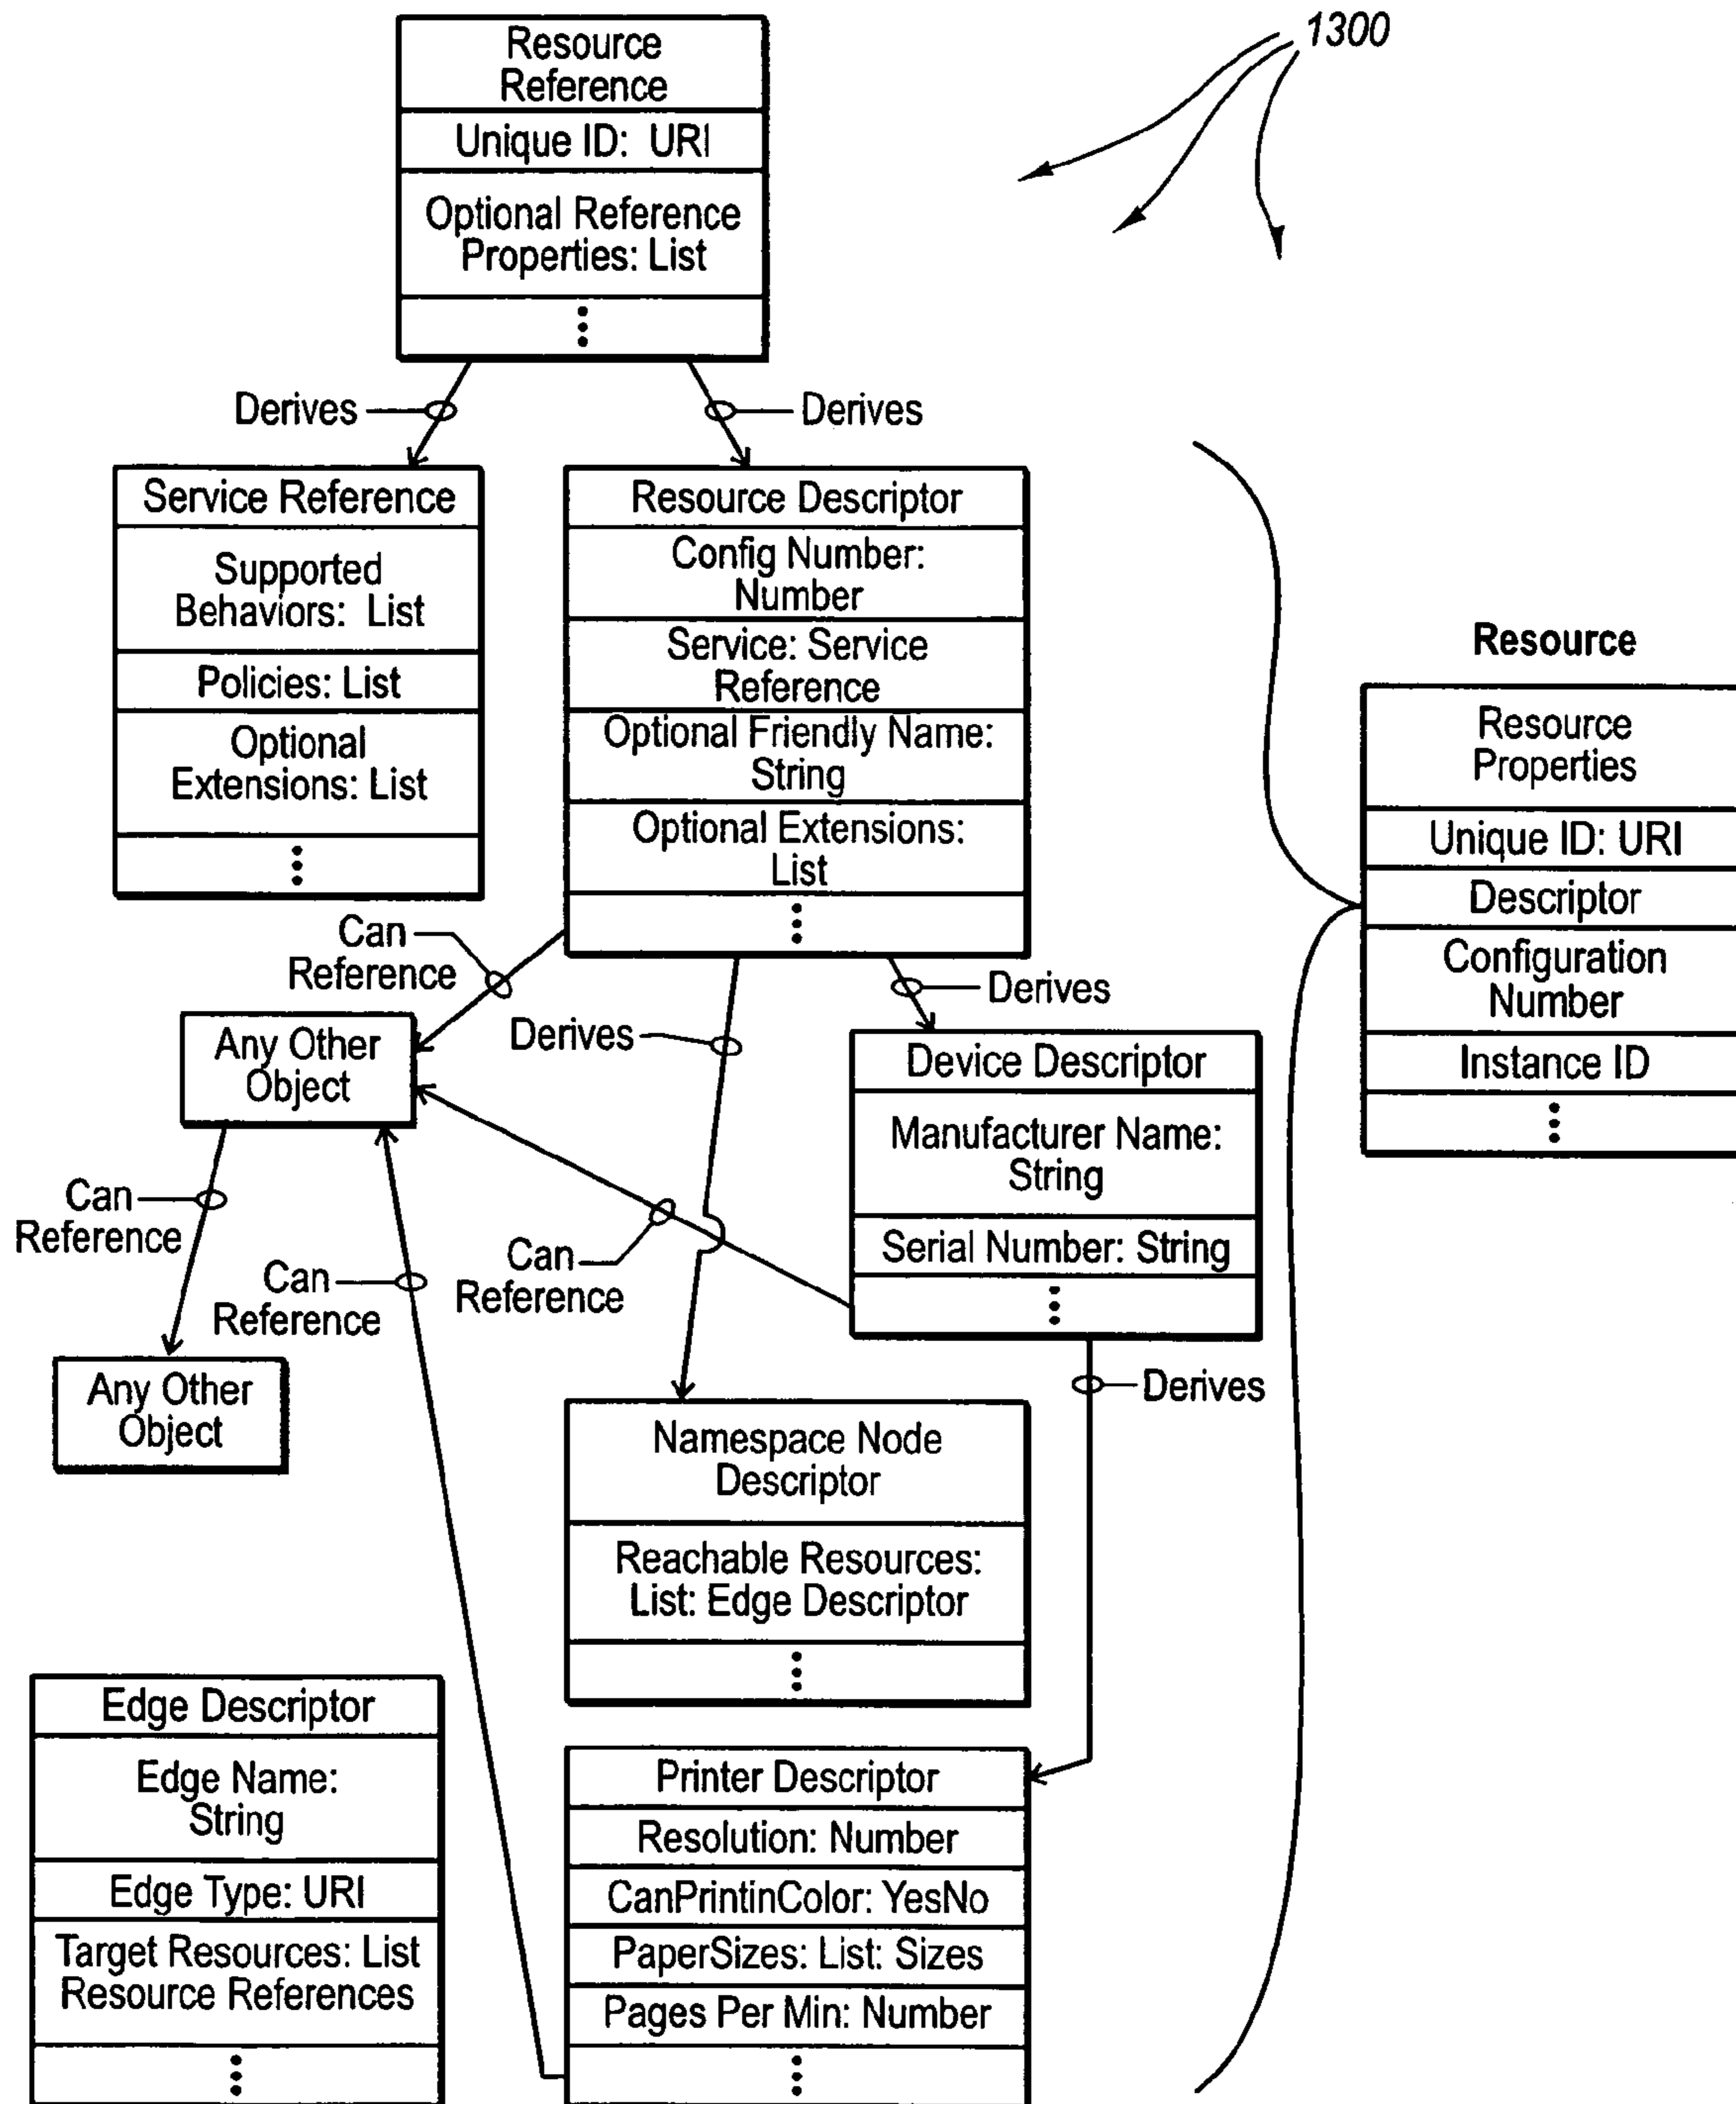 1300
Resource
Reference
Unique ID: URI
Optional Reference
Properties: List
Derives
Derives
Service Reference
Supported
Behaviors: List
Policies: List
Optional
Extensions: List
Resource Descriptor
Config Number:
Number
Service: Service
Reference
Optional Friendly Name:
String
Optional Extensions:
List
Resource
Resource
Properties
Unique ID: URI
Descriptor
Configuration
Number
Instance ID
Can
Reference
Derives
Derives
Any Other
Object
Device Descriptor
Manufacturer Name:
String
Serial Number: String
Can
Reference
Can
Reference
Can
Reference
Any Other
Object
Derives
Namespace Node
Descriptor
Reachable Resources:
List: Edge Descriptor
Edge Descriptor
Edge Name:
String
Edge Type: URI
Target Resources: List
Resource References
Printer Descriptor
Resolution: Number
CanPrintinColor: YesNo
PaperSizes: List: Sizes
Pages Per Min: Number